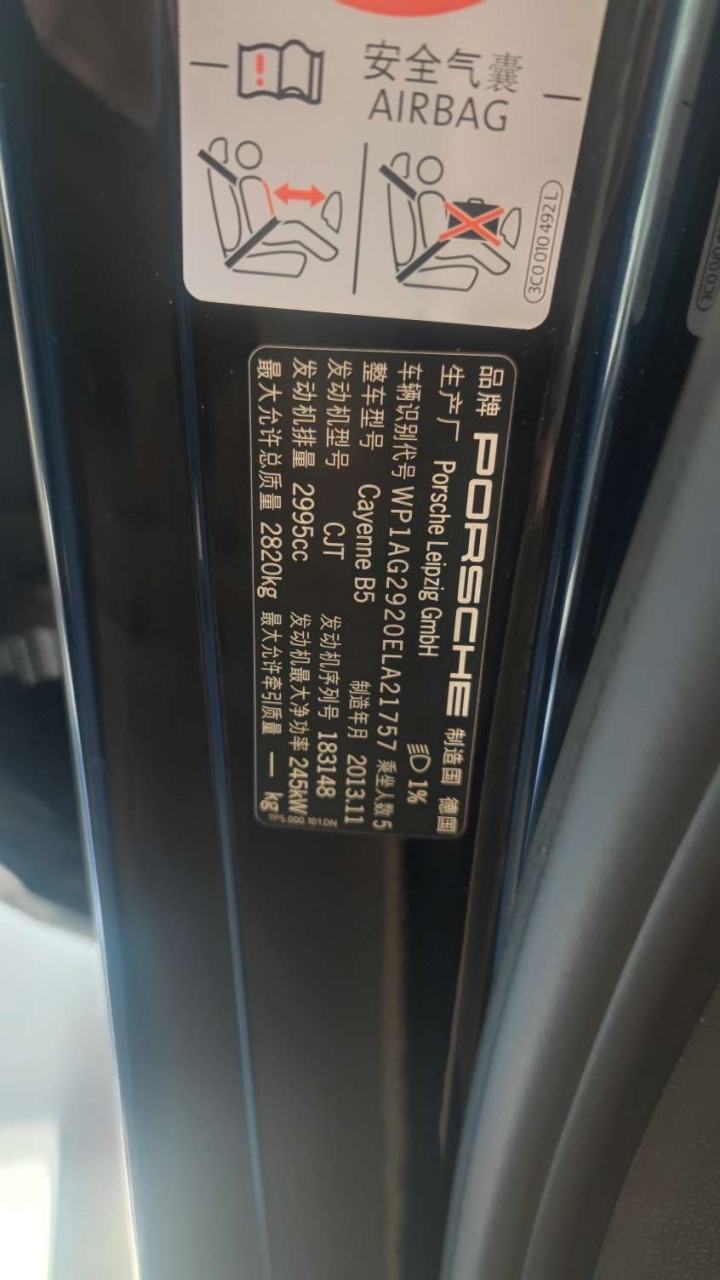 安全气囊
AIRBAG
3C0 010 492 L
品牌 PORSCHE 制造国 德国
生产厂 Porsche Leipzig GmbH 1%
车辆识别代号 WP1AG2920ELA21757 乘坐人数 5
整车型号 Cayenne B5 制造年月 2013.11
发动机型号 CJT 发动机序列号 183148
发动机排量 2995cc 发动机最大净功率 245kW
最大允许总质量 2820kg 最大允许牵引质量 — kg